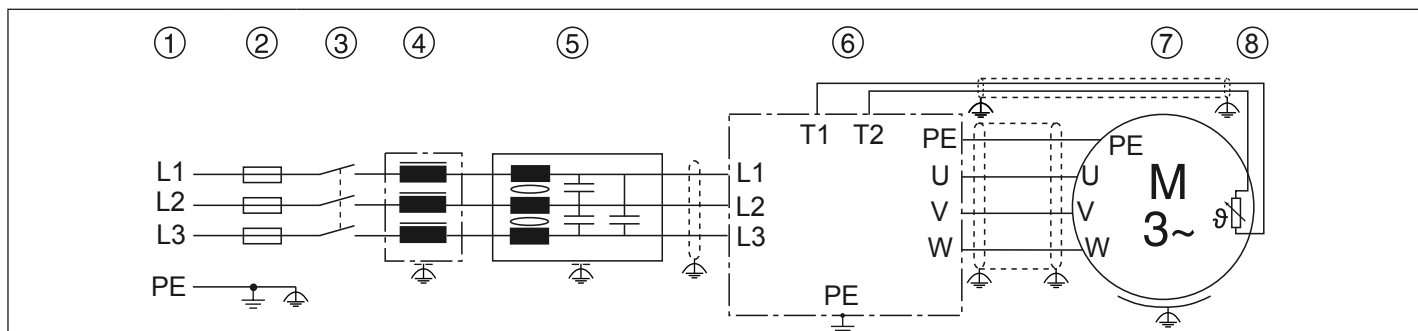 ① ② ③ ④ ⑤ ⑥ ⑦ ⑧
T1 T2
PE PE
L1 L1 U U M
L2 L2 V V 3~ ϑ
L3 L3 W W
PE PE